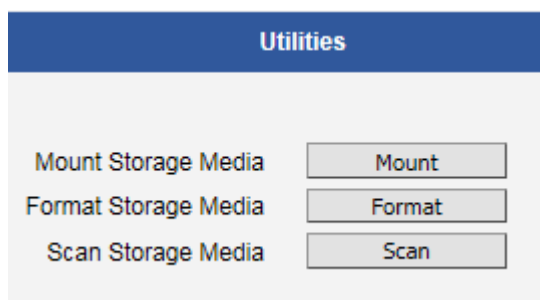 Utilities
Mount Storage Media Mount
Format Storage Media Format
Scan Storage Media Scan